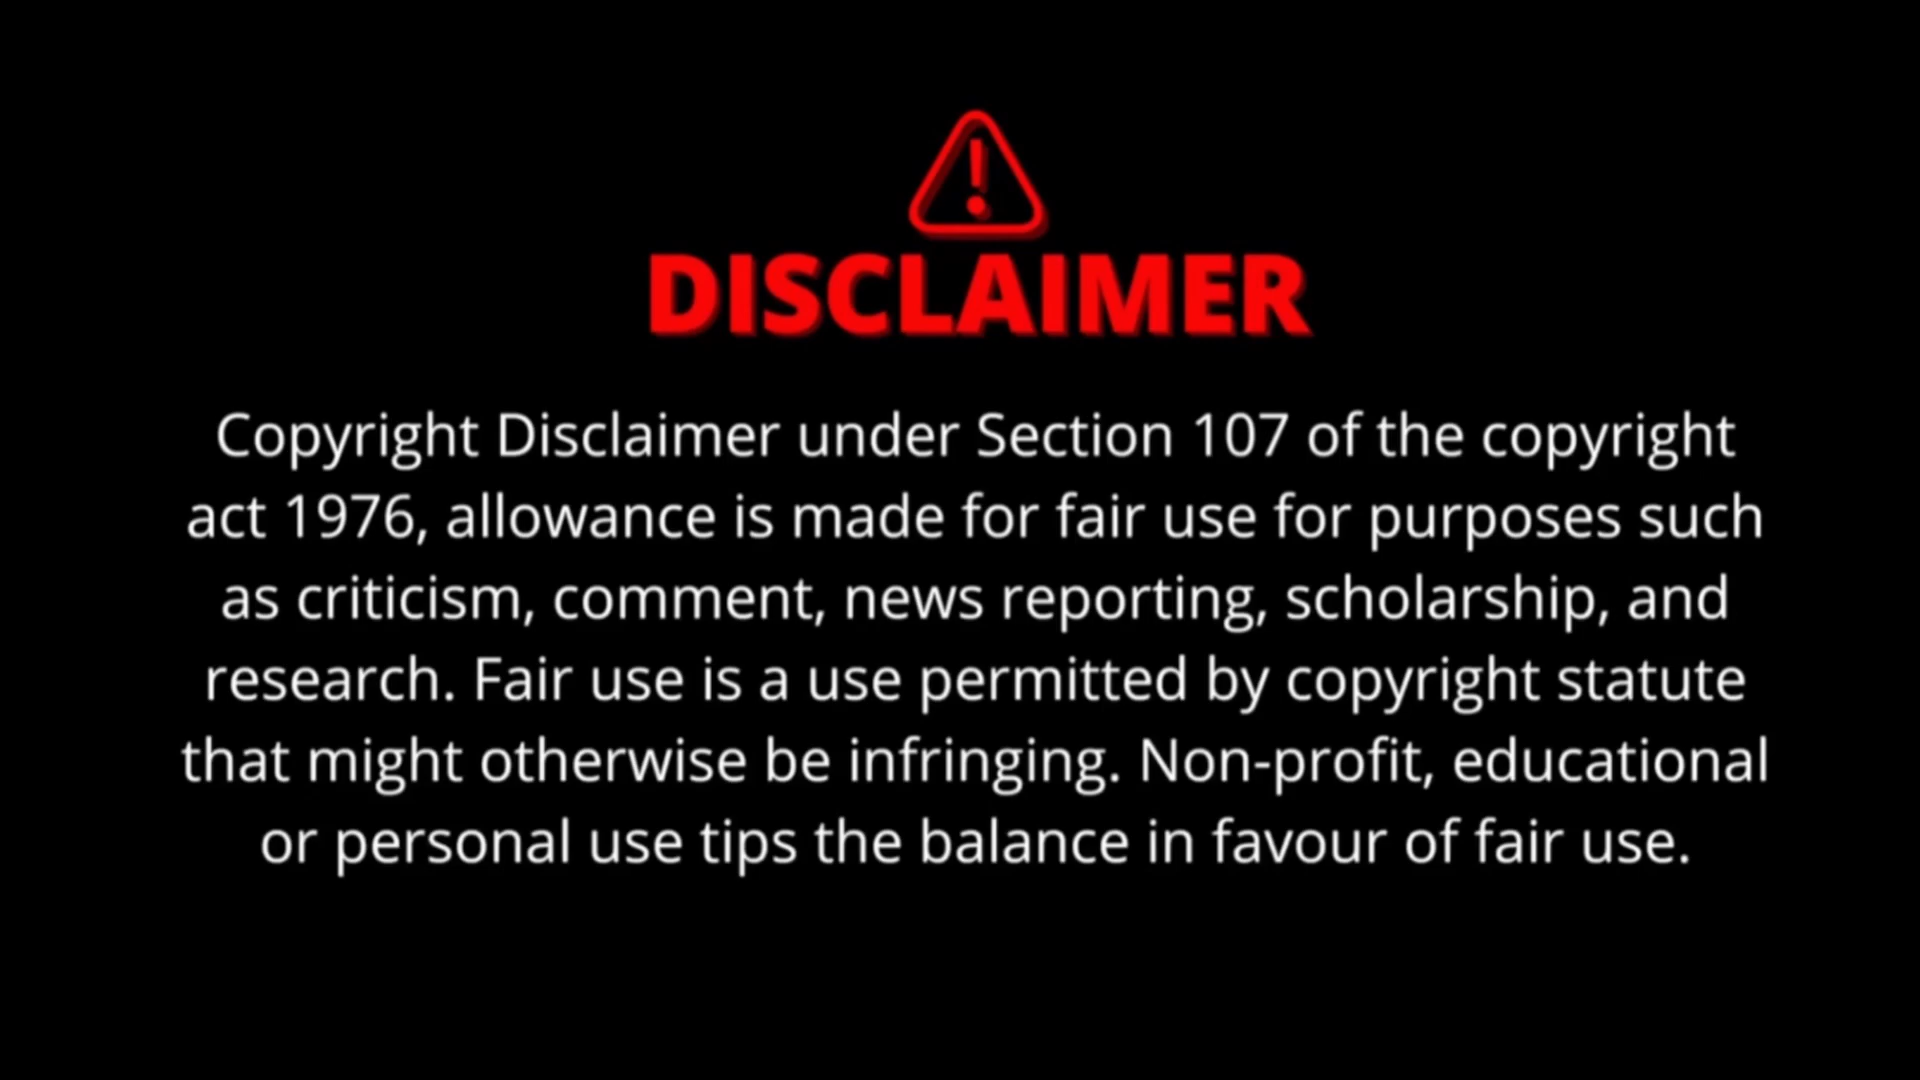 DISCLAIMER
Copyright Disclaimer under Section 107 of the copyright
act 1976, allowance is made for fair use for purposes such
as criticism, comment, news reporting, scholarship, and
research. Fair use is a use permitted by copyright statute
that might otherwise be infringing. Non-profit, educational
or personal use tips the balance in favour of fair use.